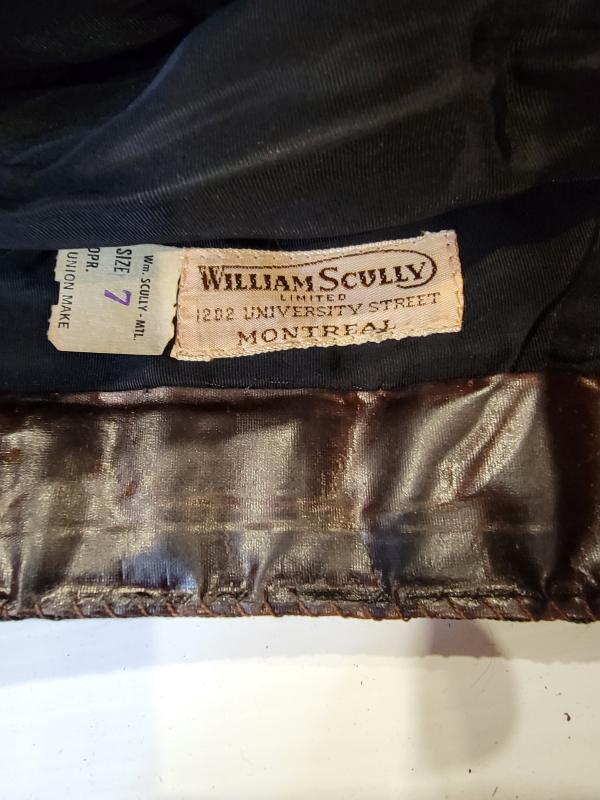 Wm. SCULLY - MTL.
SIZE 7
OPR.
UNION MAKE
WILLIAM SCULLY
LIMITED
1202 UNIVERSITY STREET
MONTREAL